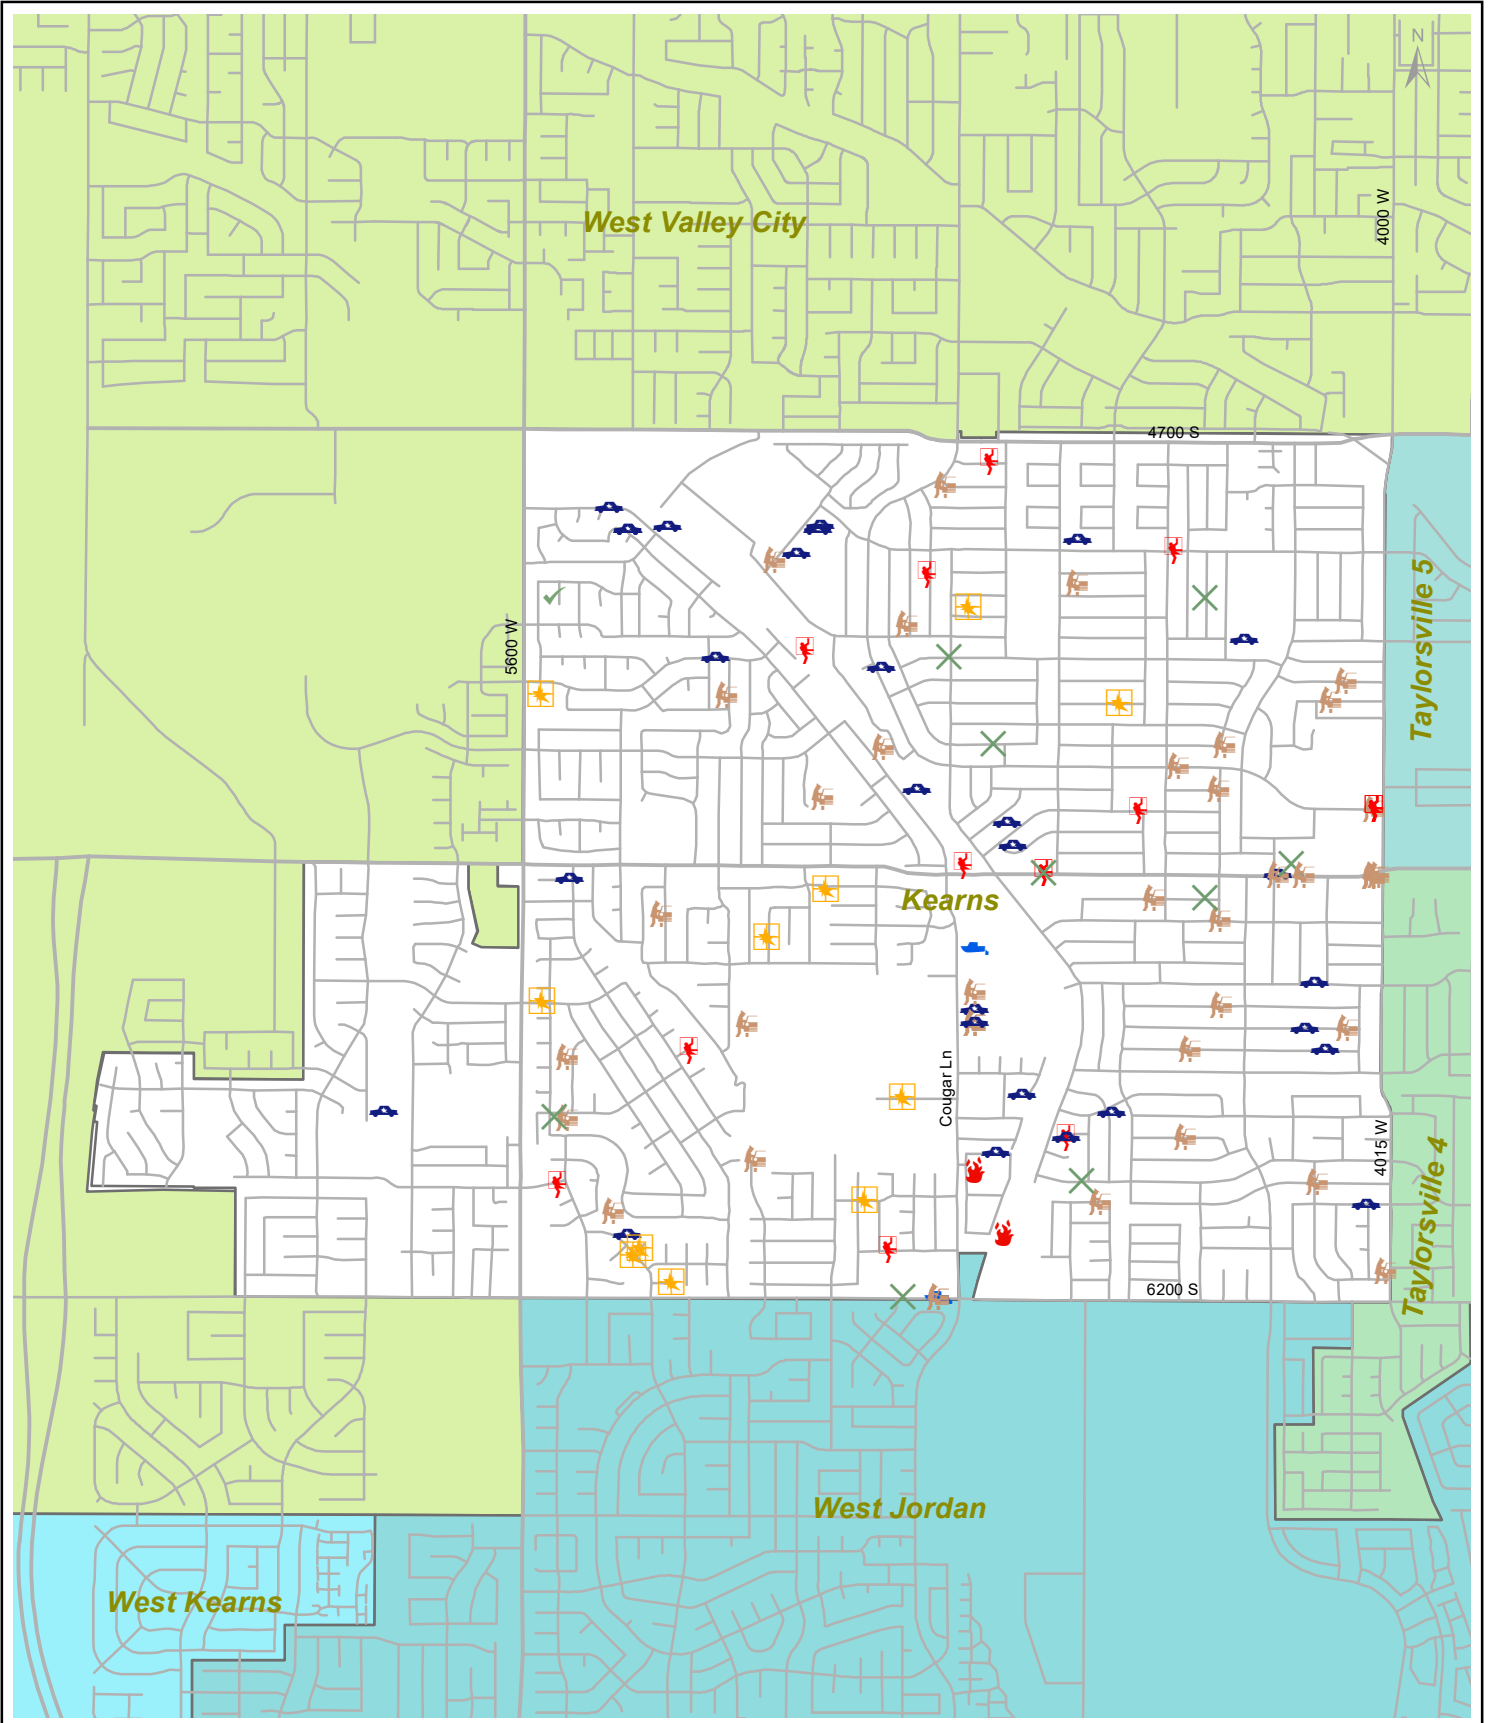 N
4000 W
West Valley City
4700 S
Taylorsville 5
5600 W
Kearns
Cougar Ln
4015 W
Taylorsville 4
6200 S
West Jordan
West Kearns